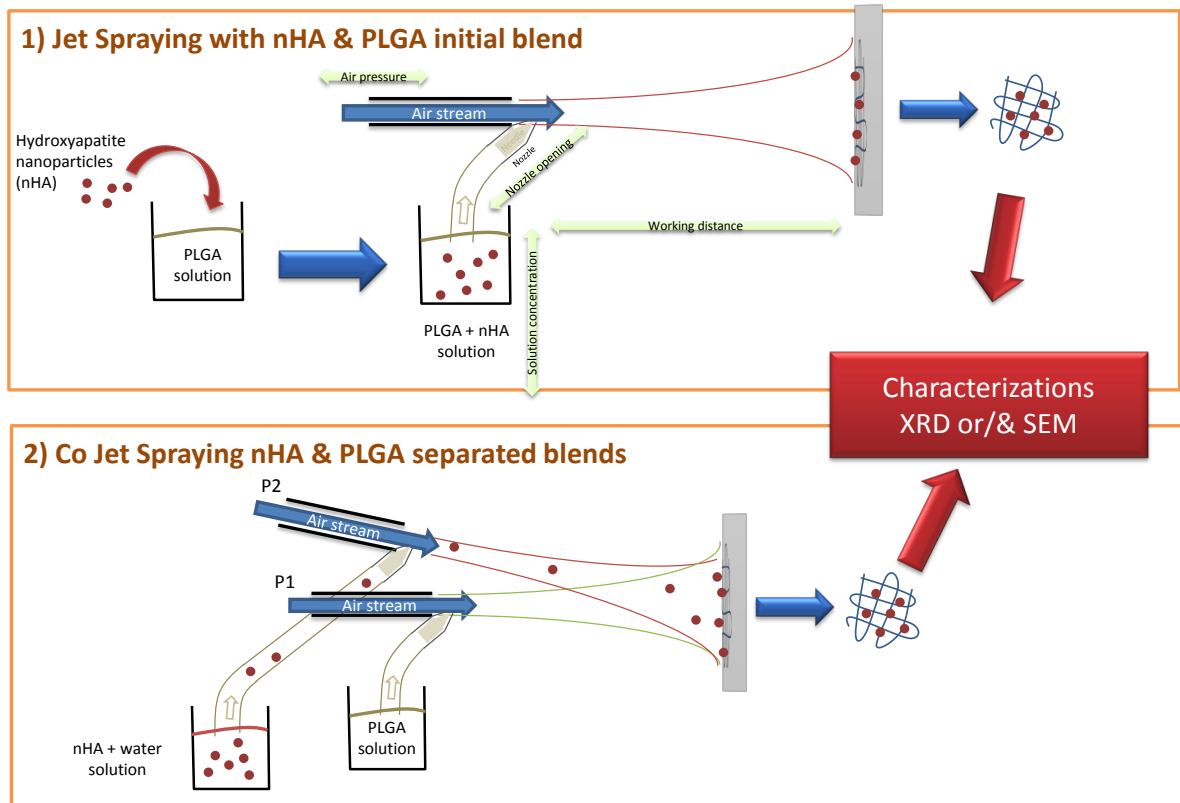 1) Jet Spraying with nHA & PLGA initial blend
Air pressure
Air stream
Hydroxyapatite
nanoparticles
(nHA)
Nozzle
Nozzle opening
PLGA
solution
Working distance
PLGA + nHA
solution
Solution concentration
Characterizations
XRD or/& SEM
2) Co Jet Spraying nHA & PLGA separated blends
P2
Air stream
P1
Air stream
nHA + water
solution
PLGA
solution